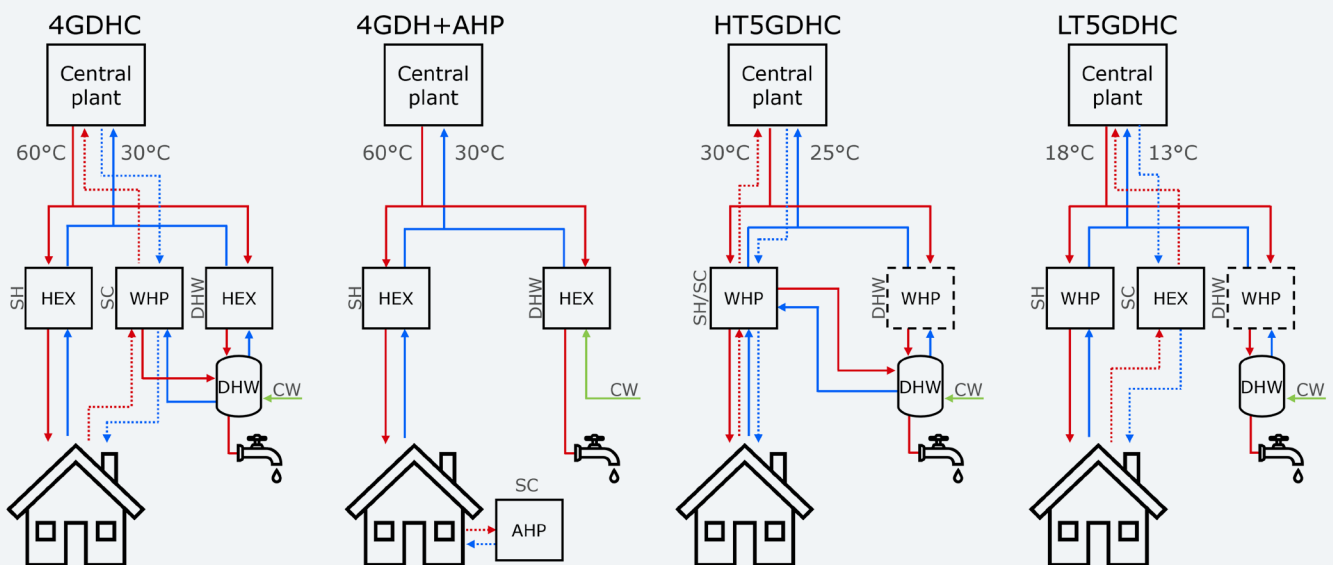 4GDHC
Central
plant
60°C
30°C
SH
HEX
SC
WHP
DHW
HEX
DHW
CW
4GDH+AHP
Central
plant
60°C
30°C
SH
HEX
DHW
HEX
CW
SC
AHP
HT5GDHC
Central
plant
30°C
25°C
SH/SC
WHP
DHW
WHP
DHW
CW
LT5GDHC
Central
plant
18°C
13°C
SH
WHP
SC
HEX
DHW
WHP
DHW
CW